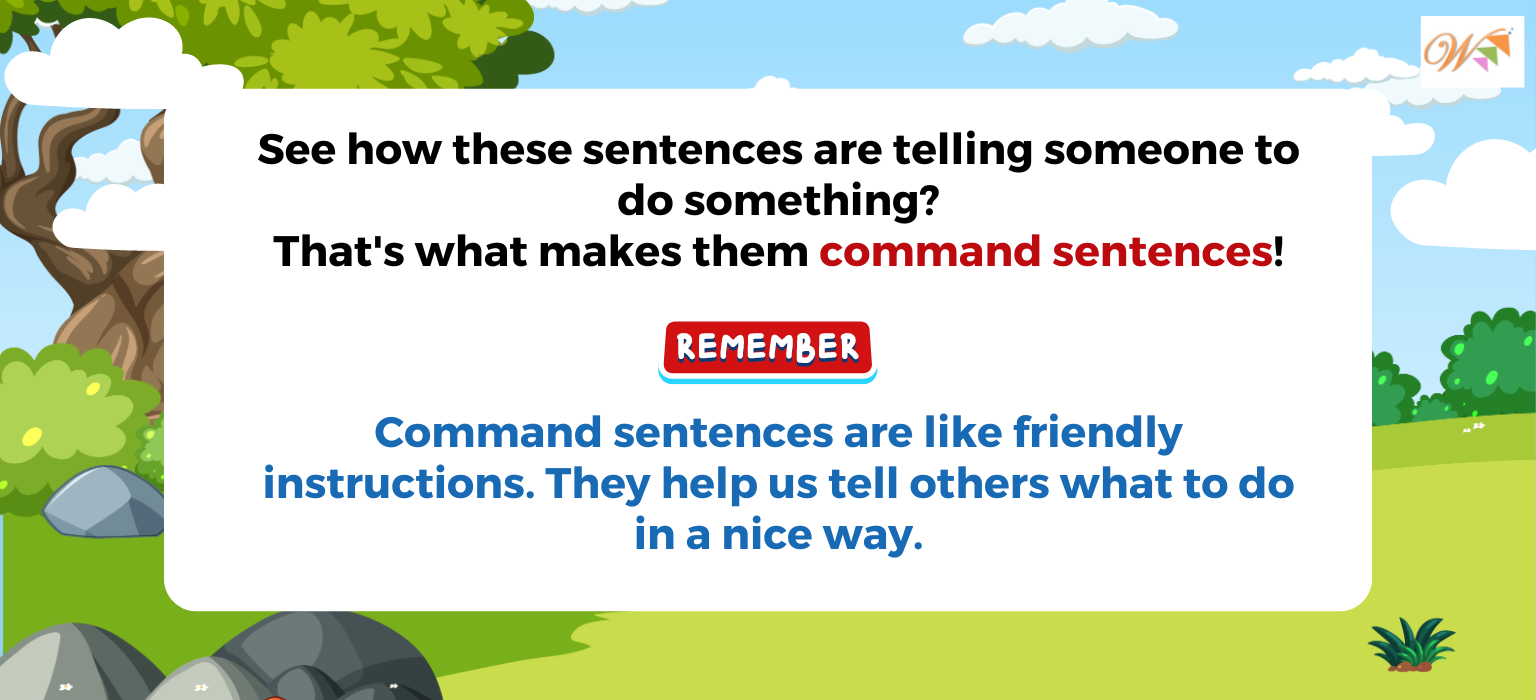 W
See how these sentences are telling someone to
do something?
That's what makes them command sentences!
REMEMBER
Command sentences are like friendly
instructions. They help us tell others what to do
in a nice way.